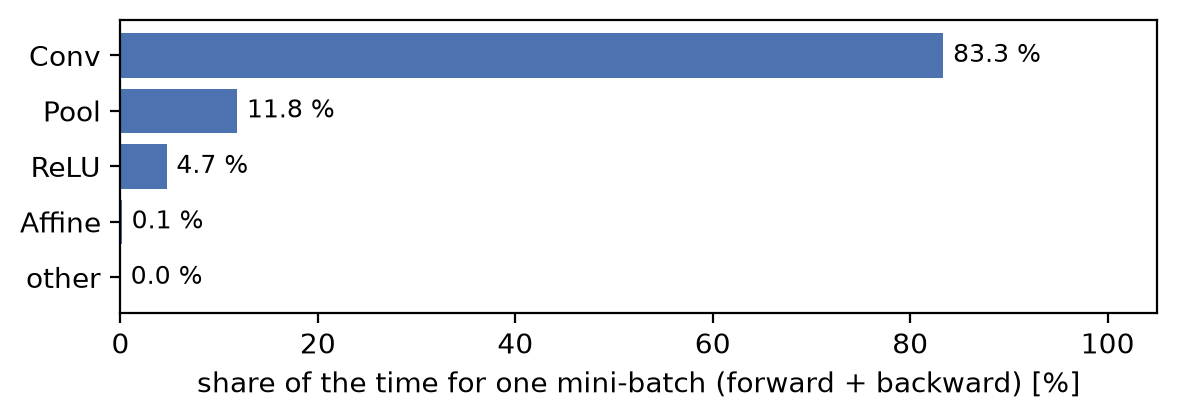 Conv 83.3 %
Pool 11.8 %
ReLU 4.7 %
Affine 0.1 %
other 0.0 %
0 20 40 60 80 100
share of the time for one mini-batch (forward + backward) [%]